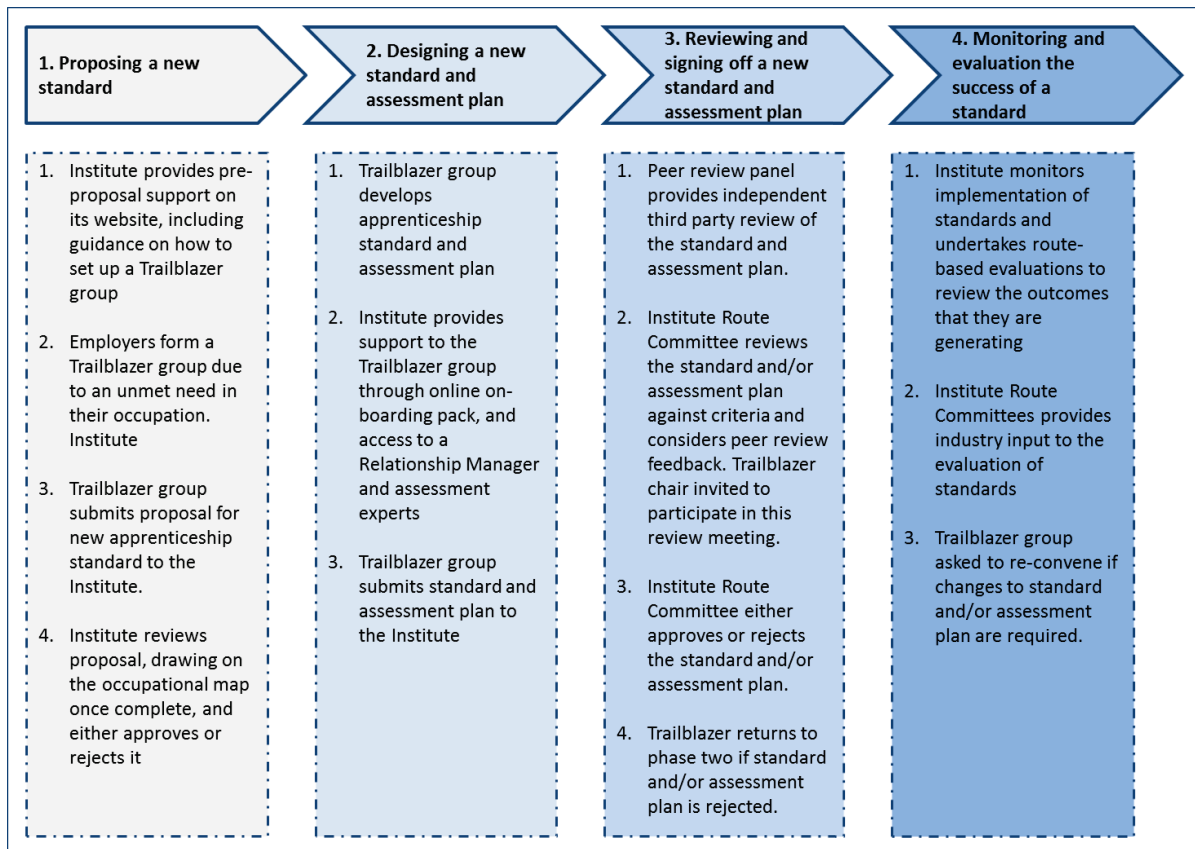 1. Proposing a new
standard
2. Designing a new
standard and
assessment plan
3. Reviewing and
signing off a new
standard and
assessment plan
4. Monitoring and
evaluation the
success of a
standard
1. Institute provides pre-
proposal support on
its website, including
guidance on how to
set up a Trailblazer
group
2. Employers form a
Trailblazer group due
to an unmet need in
their occupation.
Institute
3. Trailblazer group
submits proposal for
new apprenticeship
standard to the
Institute.
4. Institute reviews
proposal, drawing on
the occupational map
once complete, and
either approves or
rejects it
1. Trailblazer group
develops
apprenticeship
standard and
assessment plan
2. Institute provides
support to the
Trailblazer group
through online on-
boarding pack, and
access to a
Relationship Manager
and assessment
experts
3. Trailblazer group
submits standard and
assessment plan to
the Institute
1. Peer review panel
provides independent
third party review of
the standard and
assessment plan.
2. Institute Route
Committee reviews
the standard and/or
assessment plan
against criteria and
considers peer review
feedback. Trailblazer
chair invited to
participate in this
review meeting.
3. Institute Route
Committee either
approves or rejects
the standard and/or
assessment plan.
4. Trailblazer returns to
phase two if standard
and/or assessment
plan is rejected.
1. Institute monitors
implementation of
standards and
undertakes route-
based evaluations to
review the outcomes
that they are
generating
2. Institute Route
Committees provides
industry input to the
evaluation of
standards
3. Trailblazer group
asked to re-convene if
changes to standard
and/or assessment
plan are required.